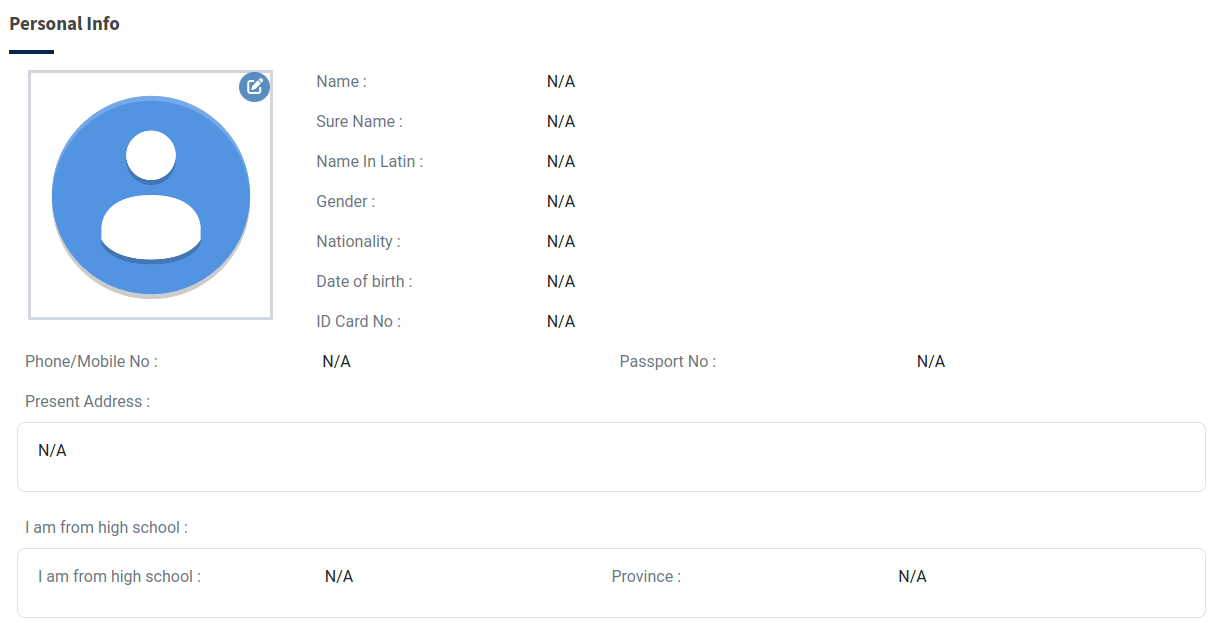 Personal Info
Name : N/A
Sure Name : N/A
Name In Latin : N/A
Gender : N/A
Nationality : N/A
Date of birth : N/A
ID Card No : N/A
Phone/Mobile No : N/A Passport No : N/A
Present Address :
N/A
I am from high school :
I am from high school : N/A Province : N/A